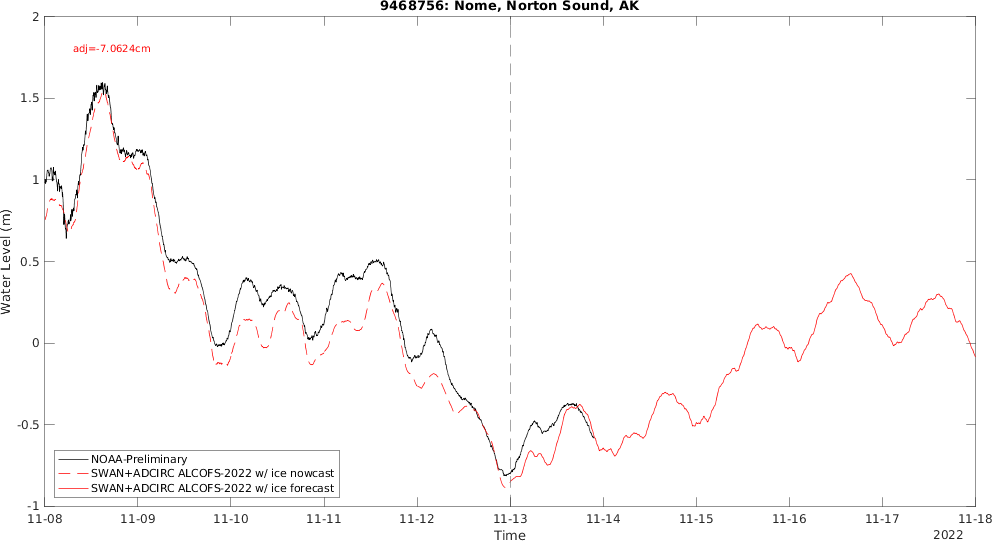 9468756: Nome, Norton Sound, AK
adj=-7.0624cm
Water Level (m)
2
1.5
1
0.5
0
-0.5
-1
NOAA-Preliminary
SWAN+ADCIRC ALCOFS-2022 w/ ice nowcast
SWAN+ADCIRC ALCOFS-2022 w/ ice forecast
11-08 11-09 11-10 11-11 11-12 11-13 11-14 11-15 11-16 11-17 11-18
Time
2022